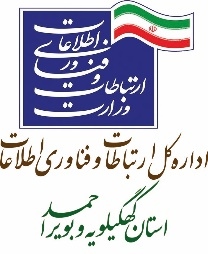 وزارت
ارتباطات و
فناوری
اطلاعات
اداره کل ارتباطات و فناوری اطلاعات
استان کهگیلویه و بویراحمد